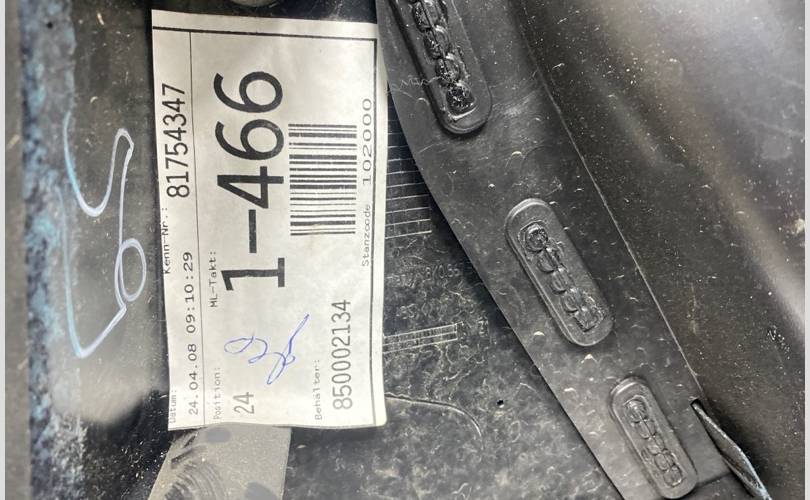 Datum: Kenn-Nr.:
24.04.08 09:10:29 81754347
Position: ML-Takt:
24 1-466
Behälter: Stanzcode 102000
850002134